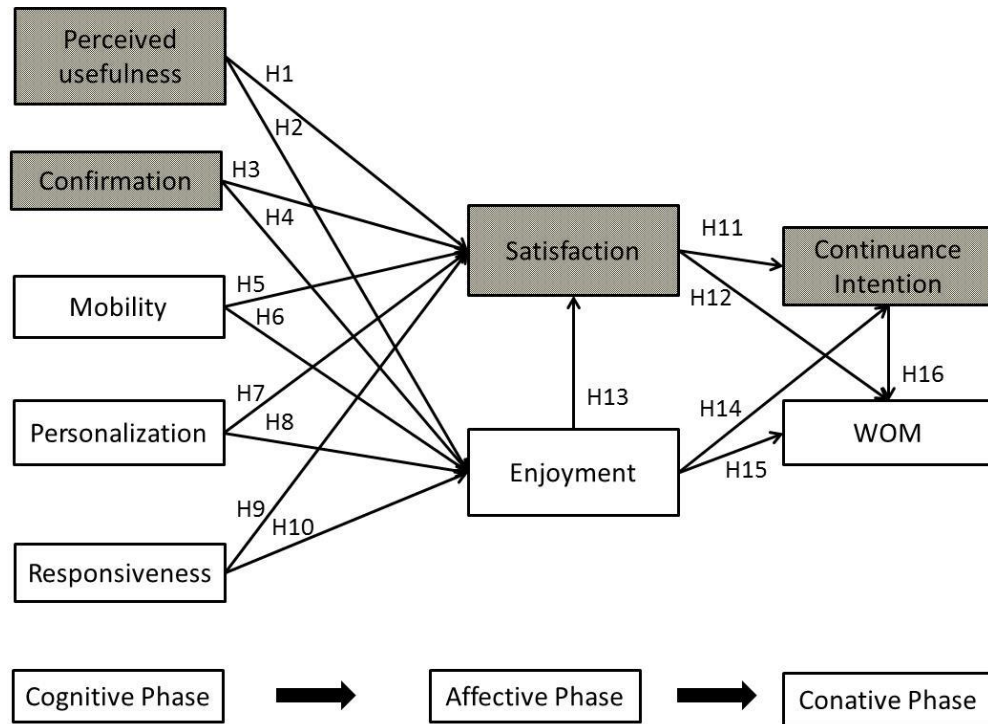 Perceived
usefulness
H1
H2
Confirmation
H3
H4
Satisfaction
H11
Continuance
Intention
H12
Mobility
H5
H6
H13
H14
H16
Personalization
H7
H8
Enjoyment
WOM
H15
H9
H10
Responsiveness
Cognitive Phase
Affective Phase
Conative Phase